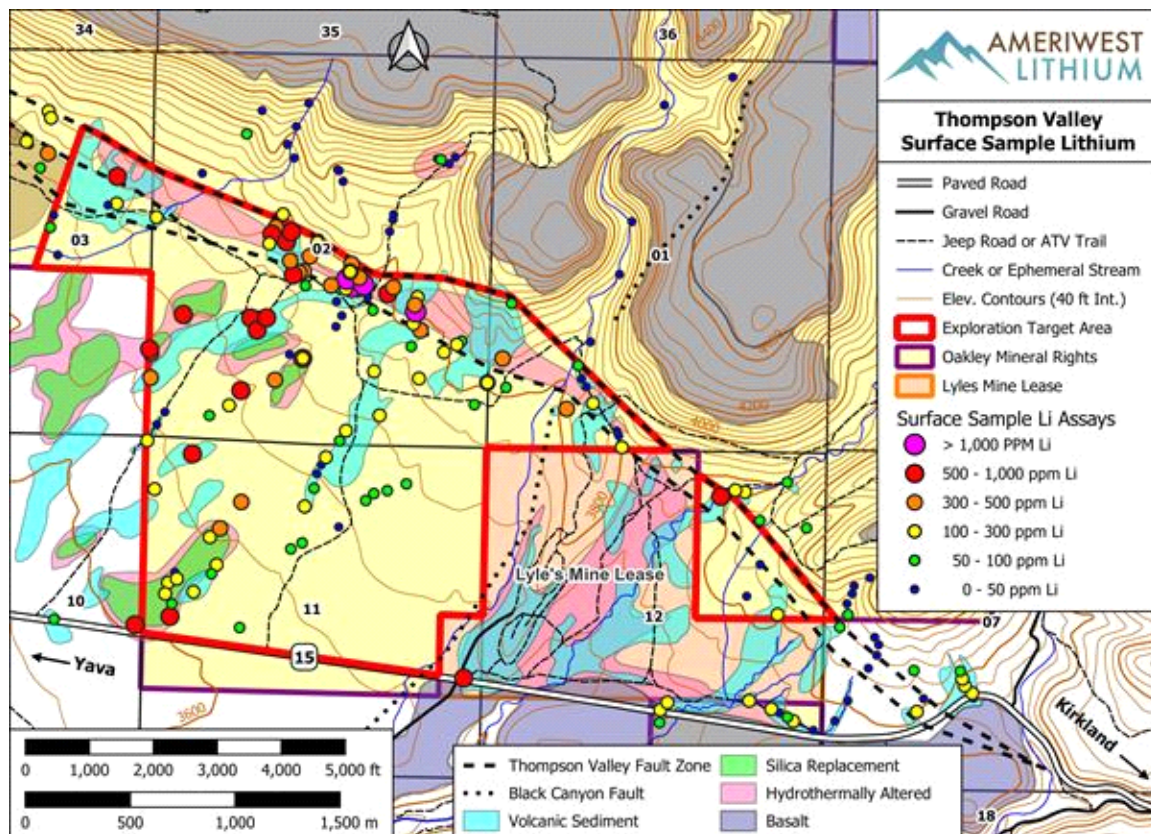 34
35
36
AMERIWEST
LITHIUM
Thompson Valley
Surface Sample Lithium
Paved Road
Gravel Road
Jeep Road or ATV Trail
Creek or Ephemeral Stream
Elev. Contours (40 ft Int.)
Exploration Target Area
Oakley Mineral Rights
Lyles Mine Lease
Surface Sample Li Assays
> 1,000 PPM Li
500 - 1,000 ppm Li
300 - 500 ppm Li
100 - 300 ppm Li
50 - 100 ppm Li
0 - 50 ppm Li
03
02
01
4100
4000
Lyle's Mine Lease
10
11
12
07
15
Yava
3600
Kirkland
18
0 1,000 2,000 3,000 4,000 5,000 ft
0 500 1,000 1,500 m
Thompson Valley Fault Zone
Black Canyon Fault
Volcanic Sediment
Silica Replacement
Hydrothermally Altered
Basalt